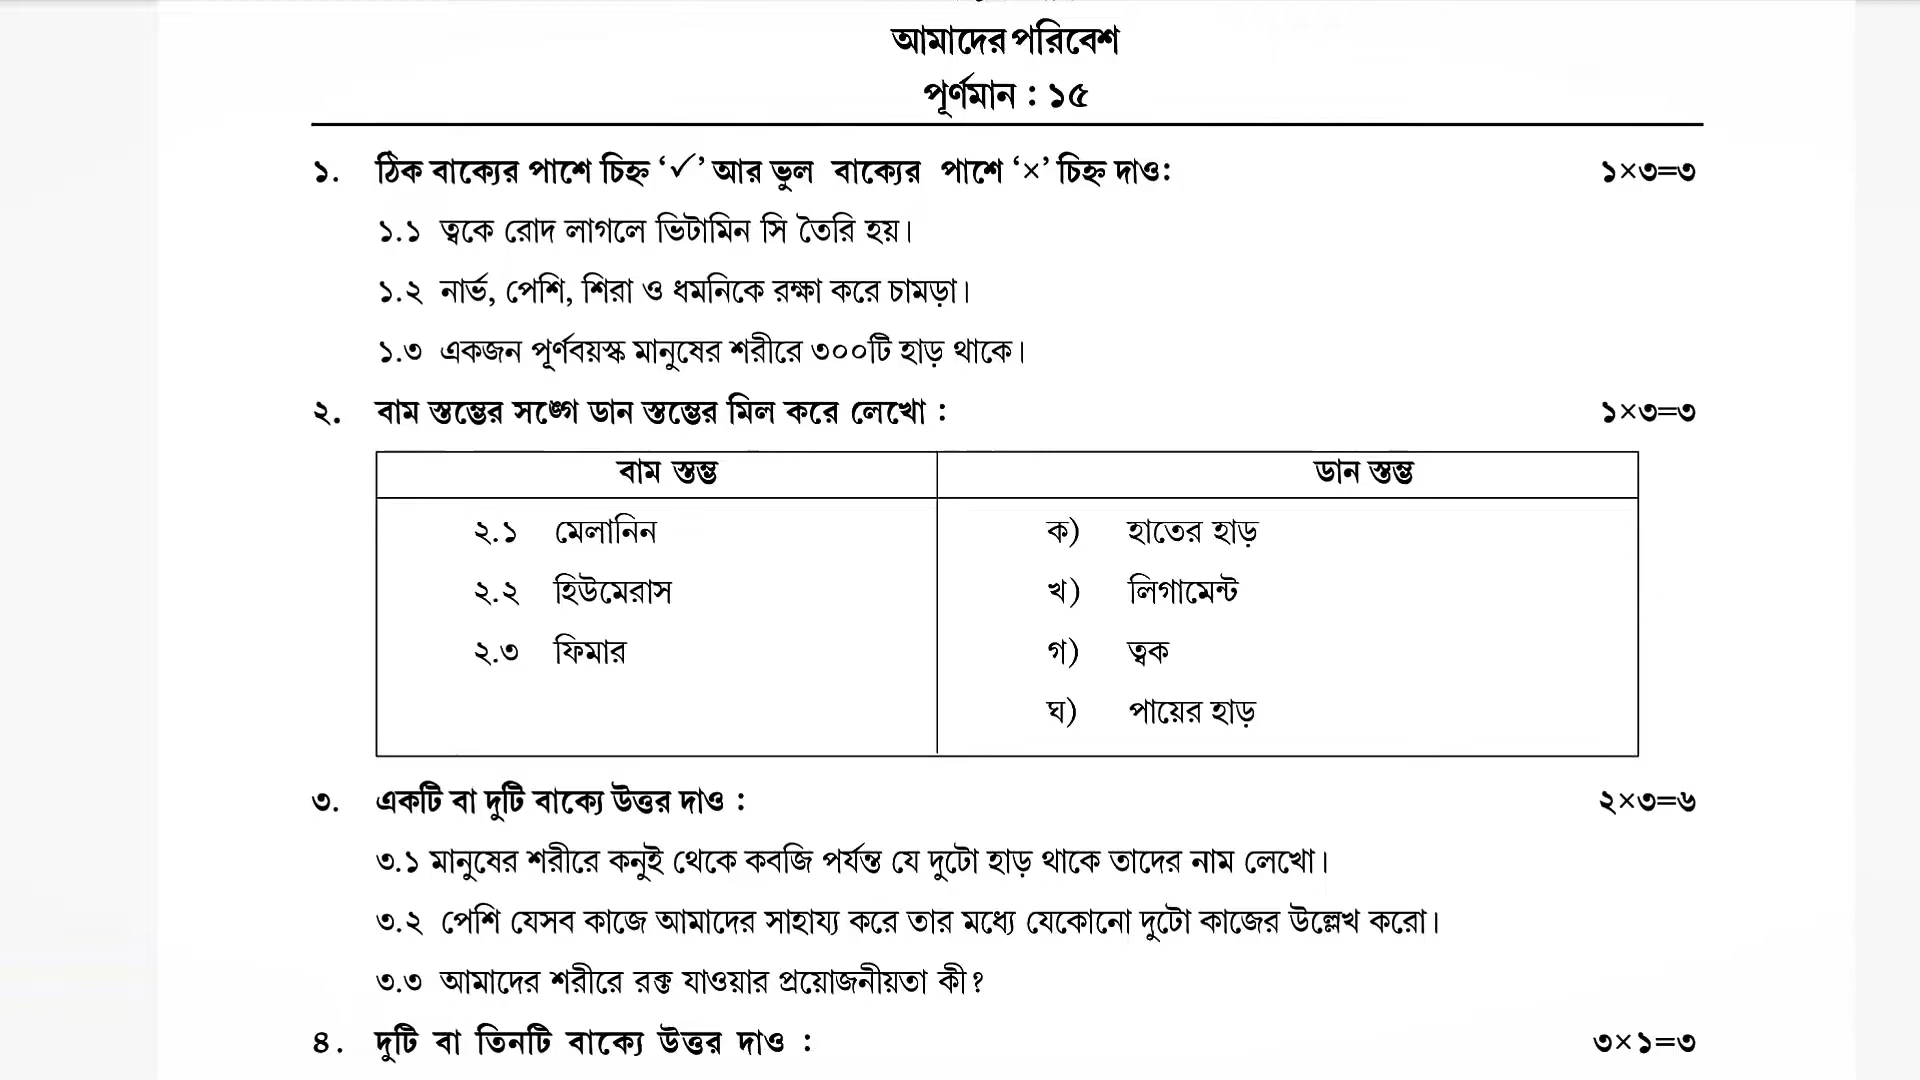 আমাদের পরিবেশ
পূর্ণমান : ১৫
১. ঠিক বাক্যের পাশে চিহ্ন ‘✓’ আর ভুল বাক্যের পাশে ‘×’ চিহ্ন দাও: ১×৩=৩
১.১ ত্বকে রোদ লাগলে ভিটামিন সি তৈরি হয়।
১.২ নার্ভ, পেশি, শিরা ও ধমনিকে রক্ষা করে চামড়া।
১.৩ একজন পূর্ণবয়স্ক মানুষের শরীরে ৩০০টি হাড় থাকে।
২. বাম স্তম্ভের সঙ্গে ডান স্তম্ভের মিল করে লেখো : ১×৩=৩
বাম স্তম্ভ ডান স্তম্ভ
২.১ মেলানিন ক) হাতের হাড়
২.২ হিউমেরাস খ) লিগামেন্ট
২.৩ ফিমার গ) ত্বক
ঘ) পায়ের হাড়
৩. একটি বা দুটি বাক্যে উত্তর দাও : ২×৩=৬
৩.১ মানুষের শরীরে কনুই থেকে কবজি পর্যন্ত যে দুটো হাড় থাকে তাদের নাম লেখো।
৩.২ পেশি যেসব কাজে আমাদের সাহায্য করে তার মধ্যে যেকোনো দুটো কাজের উল্লেখ করো।
৩.৩ আমাদের শরীরে রক্ত যাওয়ার প্রয়োজনীয়তা কী?
৪. দুটি বা তিনটি বাক্যে উত্তর দাও : ৩×১=৩